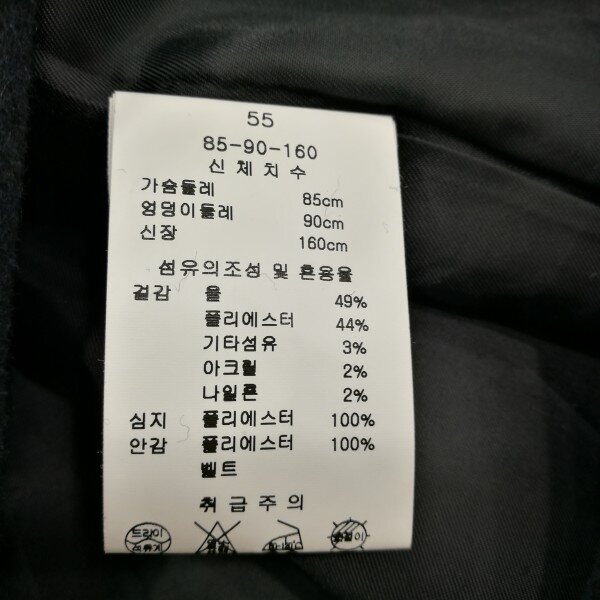 55
85-90-160
신체치수
가슴둘레 85cm
엉덩이둘레 90cm
신장 160cm
섬유의조성 및 혼용율
겉감 울 49%
폴리에스터 44%
기타섬유 3%
아크릴 2%
나일론 2%
심지 폴리에스터 100%
안감 폴리에스터 100%
벨트
취급주의
드라이
석유계